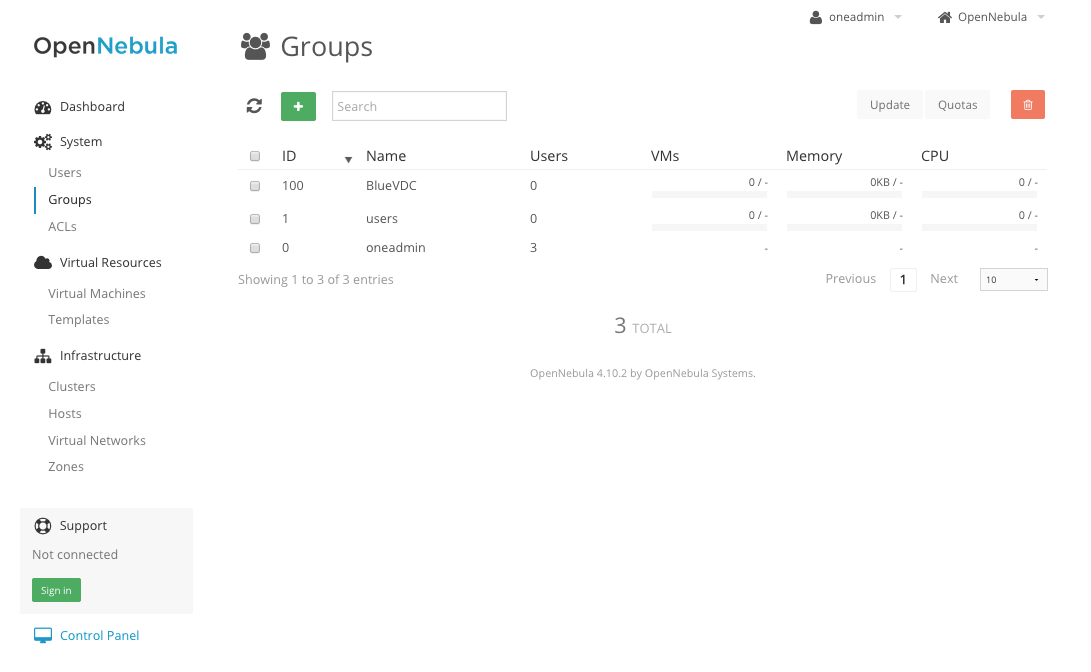 oneadmin OpenNebula
OpenNebula
Groups
Search
Update Quotas
Dashboard
System
Users
Groups
ACLs
Virtual Resources
Virtual Machines
Templates
Infrastructure
Clusters
Hosts
Virtual Networks
Zones
Support
Not connected
Sign in
Control Panel
ID Name Users VMs Memory CPU
100 BlueVDC 0 0 / - 0KB / - 0 / -
1 users 0 0 / - 0KB / - 0 / -
0 oneadmin 3 - - -
Showing 1 to 3 of 3 entries
Previous 1 Next 10
3 TOTAL
OpenNebula 4.10.2 by OpenNebula Systems.